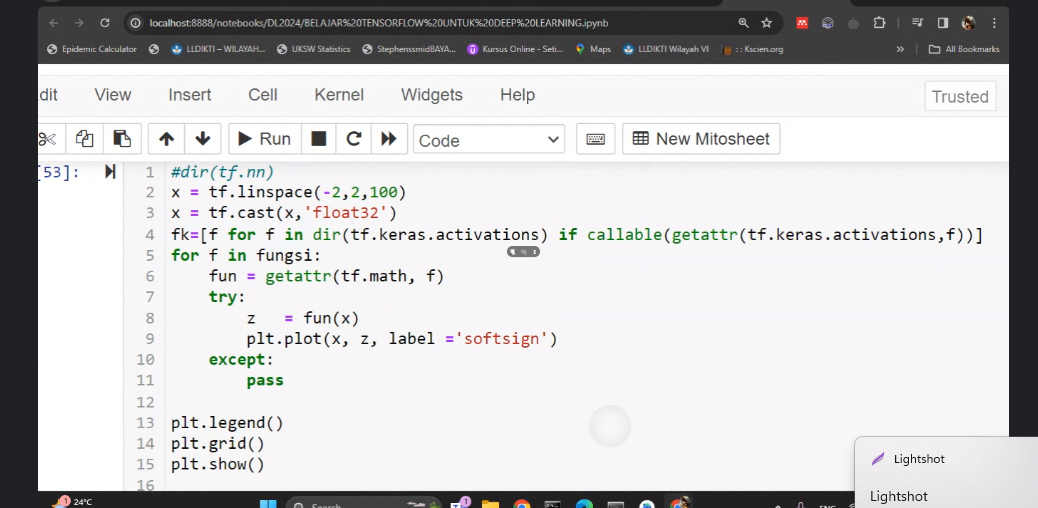 localhost:8888/notebooks/DL2024/BELAJAR%20TENSORFLOW%20UNTUK%20DEEP%20LEARNING.ipynb
Epidemic Calculator LLDIKTI – WILAYAH... UKSW Statistics StephenssmidBAYA... Kursus Online - Seti... Maps LLDIKTI Wilayah VI :: Kscien.org » All Bookmarks
dit View Insert Cell Kernel Widgets Help Trusted
Run Code New Mitosheet
[53]: 1 #dir(tf.nn)
2 x = tf.linspace(-2,2,100)
3 x = tf.cast(x,'float32')
4 fk=[f for f in dir(tf.keras.activations) if callable(getattr(tf.keras.activations,f))]
5 for f in fungsi:
6 fun = getattr(tf.math, f)
7 try:
8 z = fun(x)
9 plt.plot(x, z, label ='softsign')
10 except:
11 pass
12
13 plt.legend()
14 plt.grid()
15 plt.show()
16
Lightshot
Lightshot
1 24°C Search 1 ENG